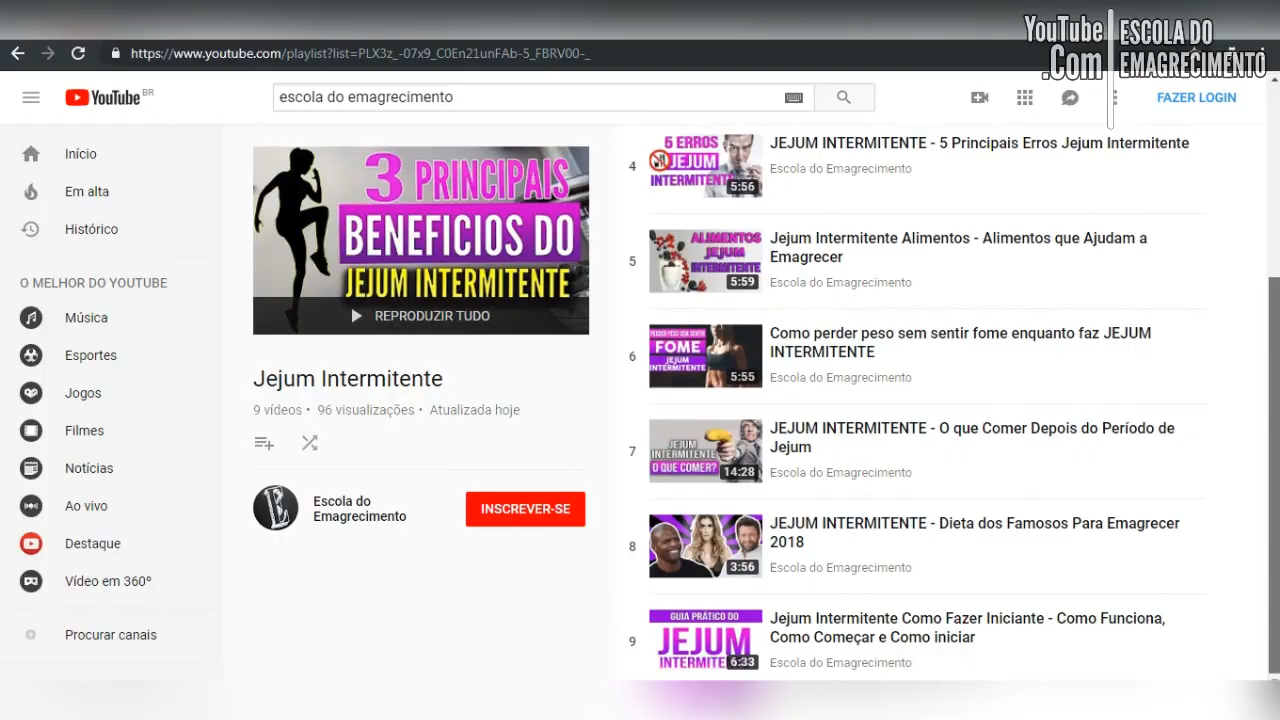 YouTube
.Com
ESCOLA DO
EMAGRECIMENTO
https://www.youtube.com/playlist?list=PLX3z_-07x9_C0En21unFAb-5_FBRV00-_
YouTube BR
escola do emagrecimento
FAZER LOGIN
Início
Em alta
Histórico
O MELHOR DO YOUTUBE
Música
Esportes
Jogos
Filmes
Notícias
Ao vivo
Destaque
Vídeo em 360º
Procurar canais
3 PRINCIPAIS
BENEFICIOS DO
JEJUM INTERMITENTE
REPRODUZIR TUDO
Jejum Intermitente
9 vídeos • 96 visualizações • Atualizada hoje
Escola do
Emagrecimento
INSCREVER-SE
4
5 ERROS
JEJUM
INTERMITENTE
5:56
JEJUM INTERMITENTE - 5 Principais Erros Jejum Intermitente
Escola do Emagrecimento
5
ALIMENTOS
JEJUM
INTERMITENTE
5:59
Jejum Intermitente Alimentos - Alimentos que Ajudam a
Emagrecer
Escola do Emagrecimento
6
PERDER PESO SEM SENTIR
FOME
JEJUM
INTERMITENTE
5:55
Como perder peso sem sentir fome enquanto faz JEJUM
INTERMITENTE
Escola do Emagrecimento
7
JEJUM
INTERMITENTE
O QUE COMER?
14:28
JEJUM INTERMITENTE - O que Comer Depois do Período de
Jejum
Escola do Emagrecimento
8
3:56
JEJUM INTERMITENTE - Dieta dos Famosos Para Emagrecer
2018
Escola do Emagrecimento
9
GUIA PRÁTICO DO
JEJUM
INTERMITE
6:33
Jejum Intermitente Como Fazer Iniciante - Como Funciona,
Como Começar e Como iniciar
Escola do Emagrecimento